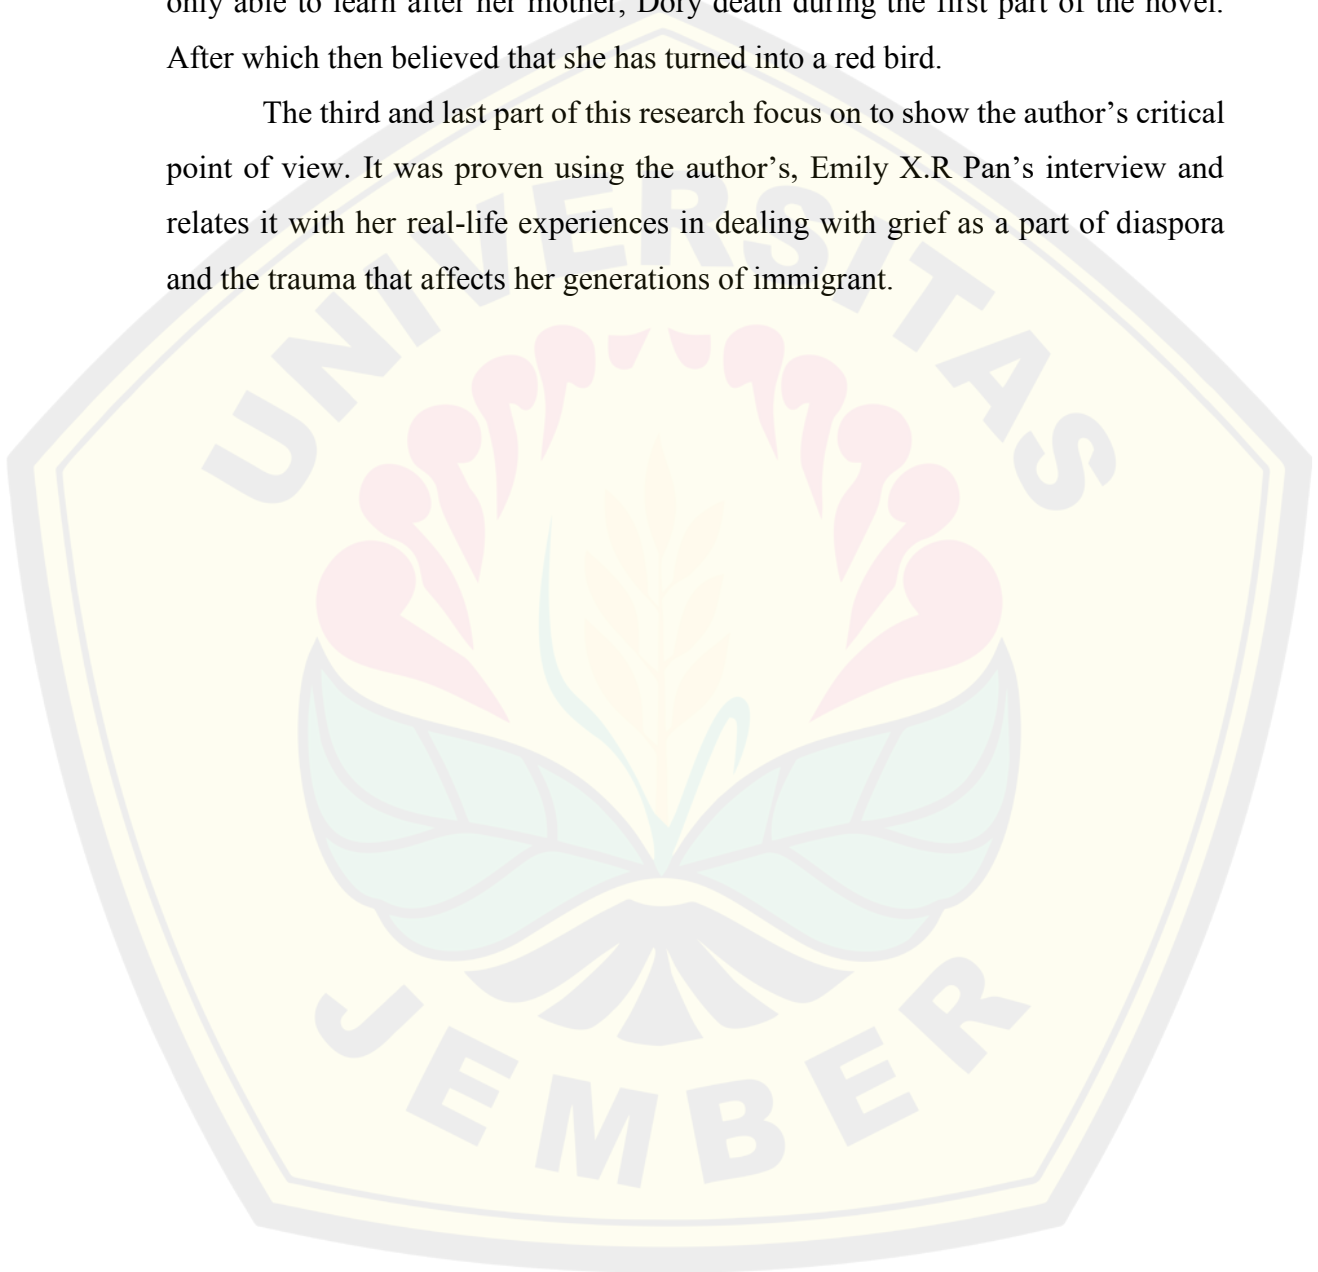 only able to learn after her mother, Dory death during the first part of the novel.
After which then believed that she has turned into a red bird.
The third and last part of this research focus on to show the author’s critical
point of view. It was proven using the author’s, Emily X.R Pan’s interview and
relates it with her real-life experiences in dealing with grief as a part of diaspora
and the trauma that affects her generations of immigrant.
UNIVERSITAS
JEMBER